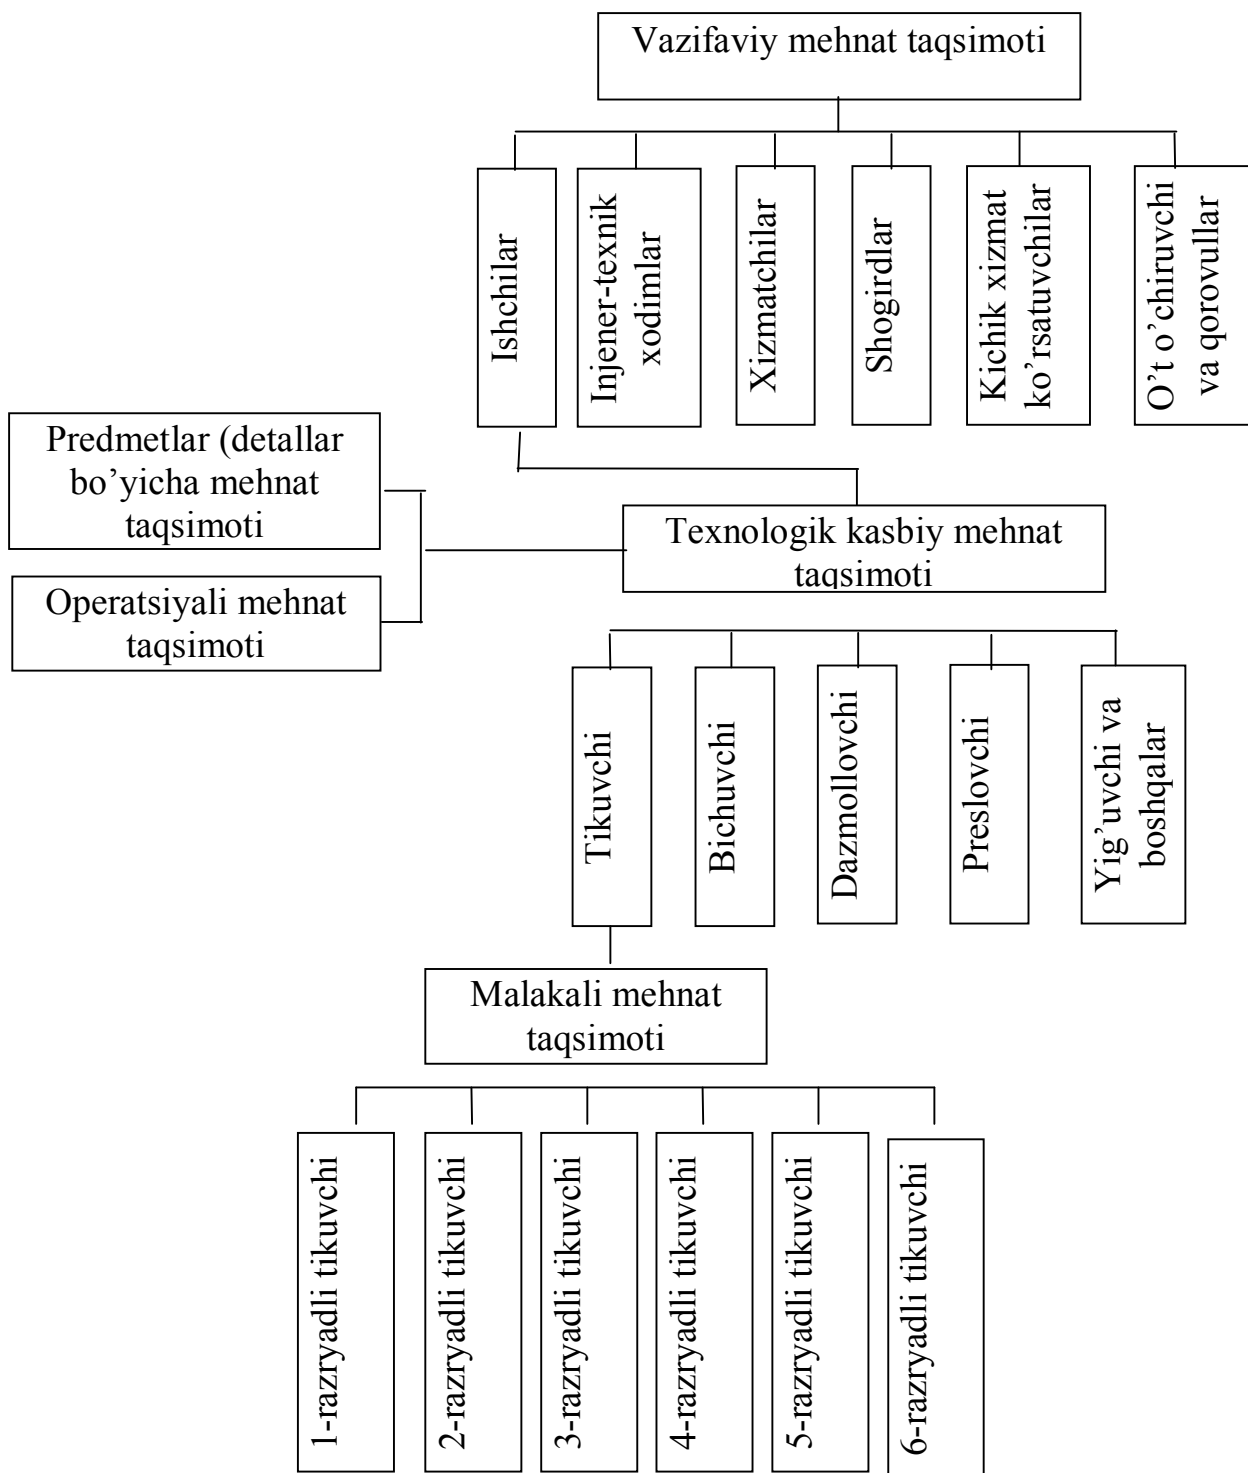 Vazifaviy mehnat taqsimoti
Ishchilar
Injener-texnik
xodimlar
Xizmatchilar
Shogirdlar
Kichik xizmat
ko’rsatuvchilar
O’t o’chiruvchi
va qorovullar
Predmetlar (detallar
bo’yicha mehnat
taqsimoti
Texnologik kasbiy mehnat
taqsimoti
Operatsiyali mehnat
taqsimoti
Tikuvchi
Bichuvchi
Dazmollovchi
Preslovchi
Yig’uvchi va
boshqalar
Malakali mehnat
taqsimoti
1-razryadli tikuvchi
2-razryadli tikuvchi
3-razryadli tikuvchi
4-razryadli tikuvchi
5-razryadli tikuvchi
6-razryadli tikuvchi